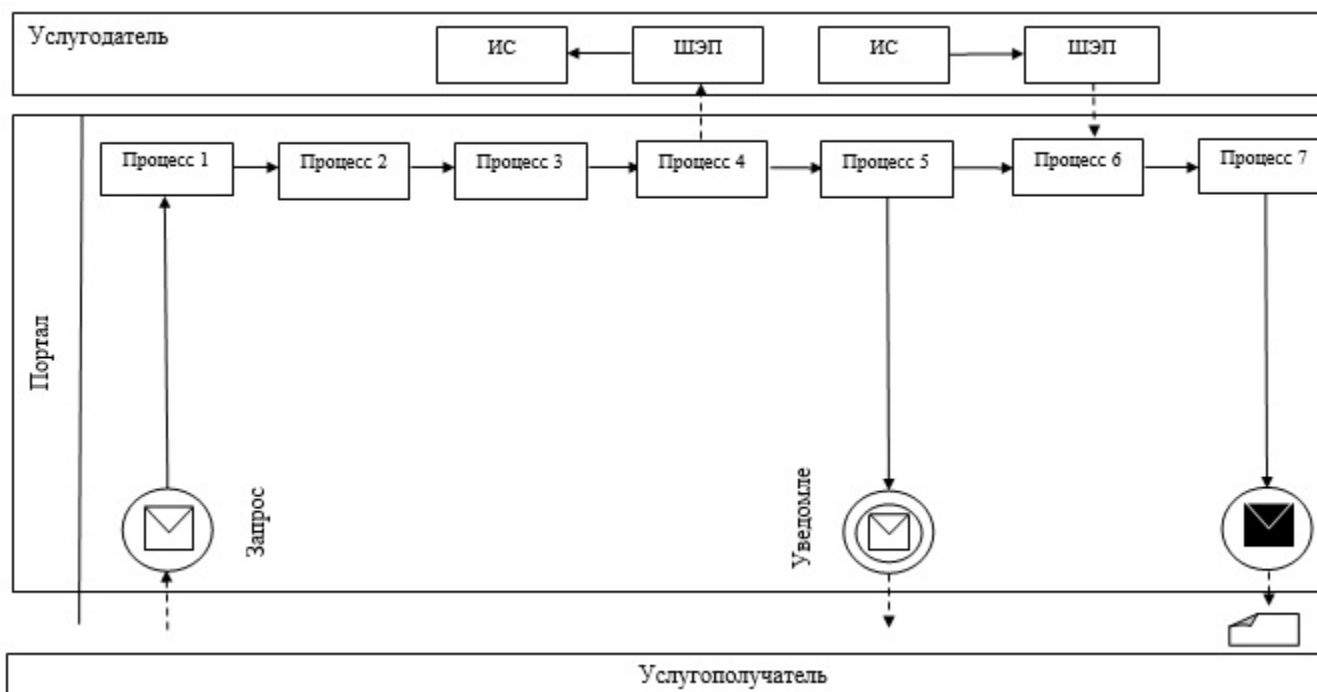 Услугодатель
ИС
ШЭП
ИС
ШЭП
Процесс 1
Процесс 2
Процесс 3
Процесс 4
Процесс 5
Процесс 6
Процесс 7
Портал
Запрос
Уведомле
Услугополучатель